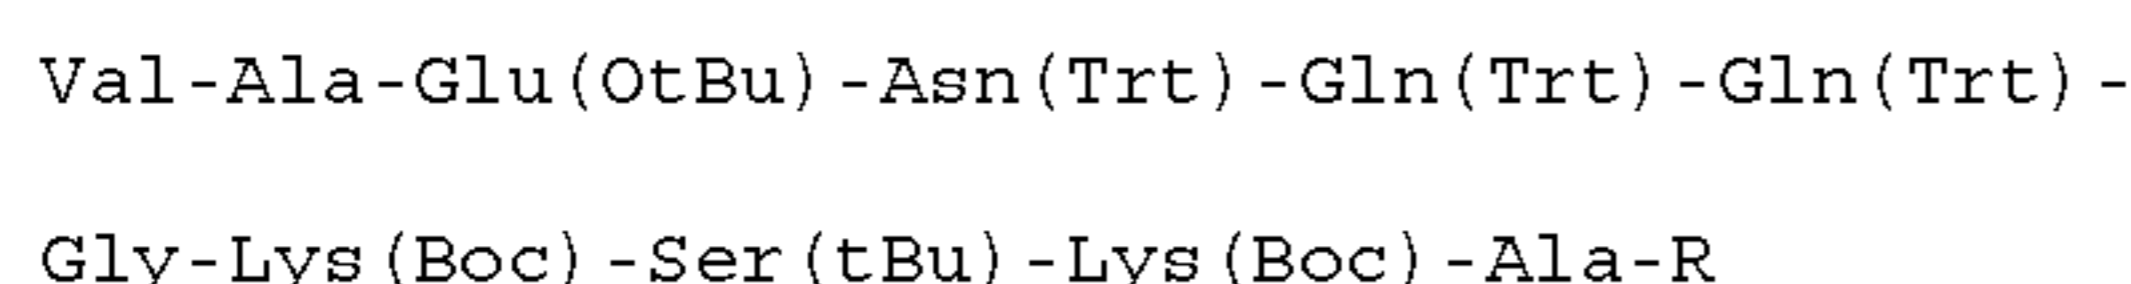 Val-Ala-Glu(OtBu)-Asn(Trt)-Gln(Trt)-Gln(Trt)-
Gly-Lys(Boc)-Ser(tBu)-Lys(Boc)-Ala-R